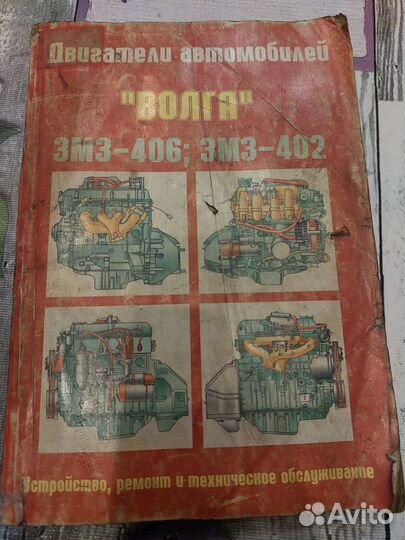 Двигатели автомобилей
"ВОЛГА"
ЗМЗ-406; ЗМЗ-402
Устройство, ремонт и техническое обслуживание
Avito